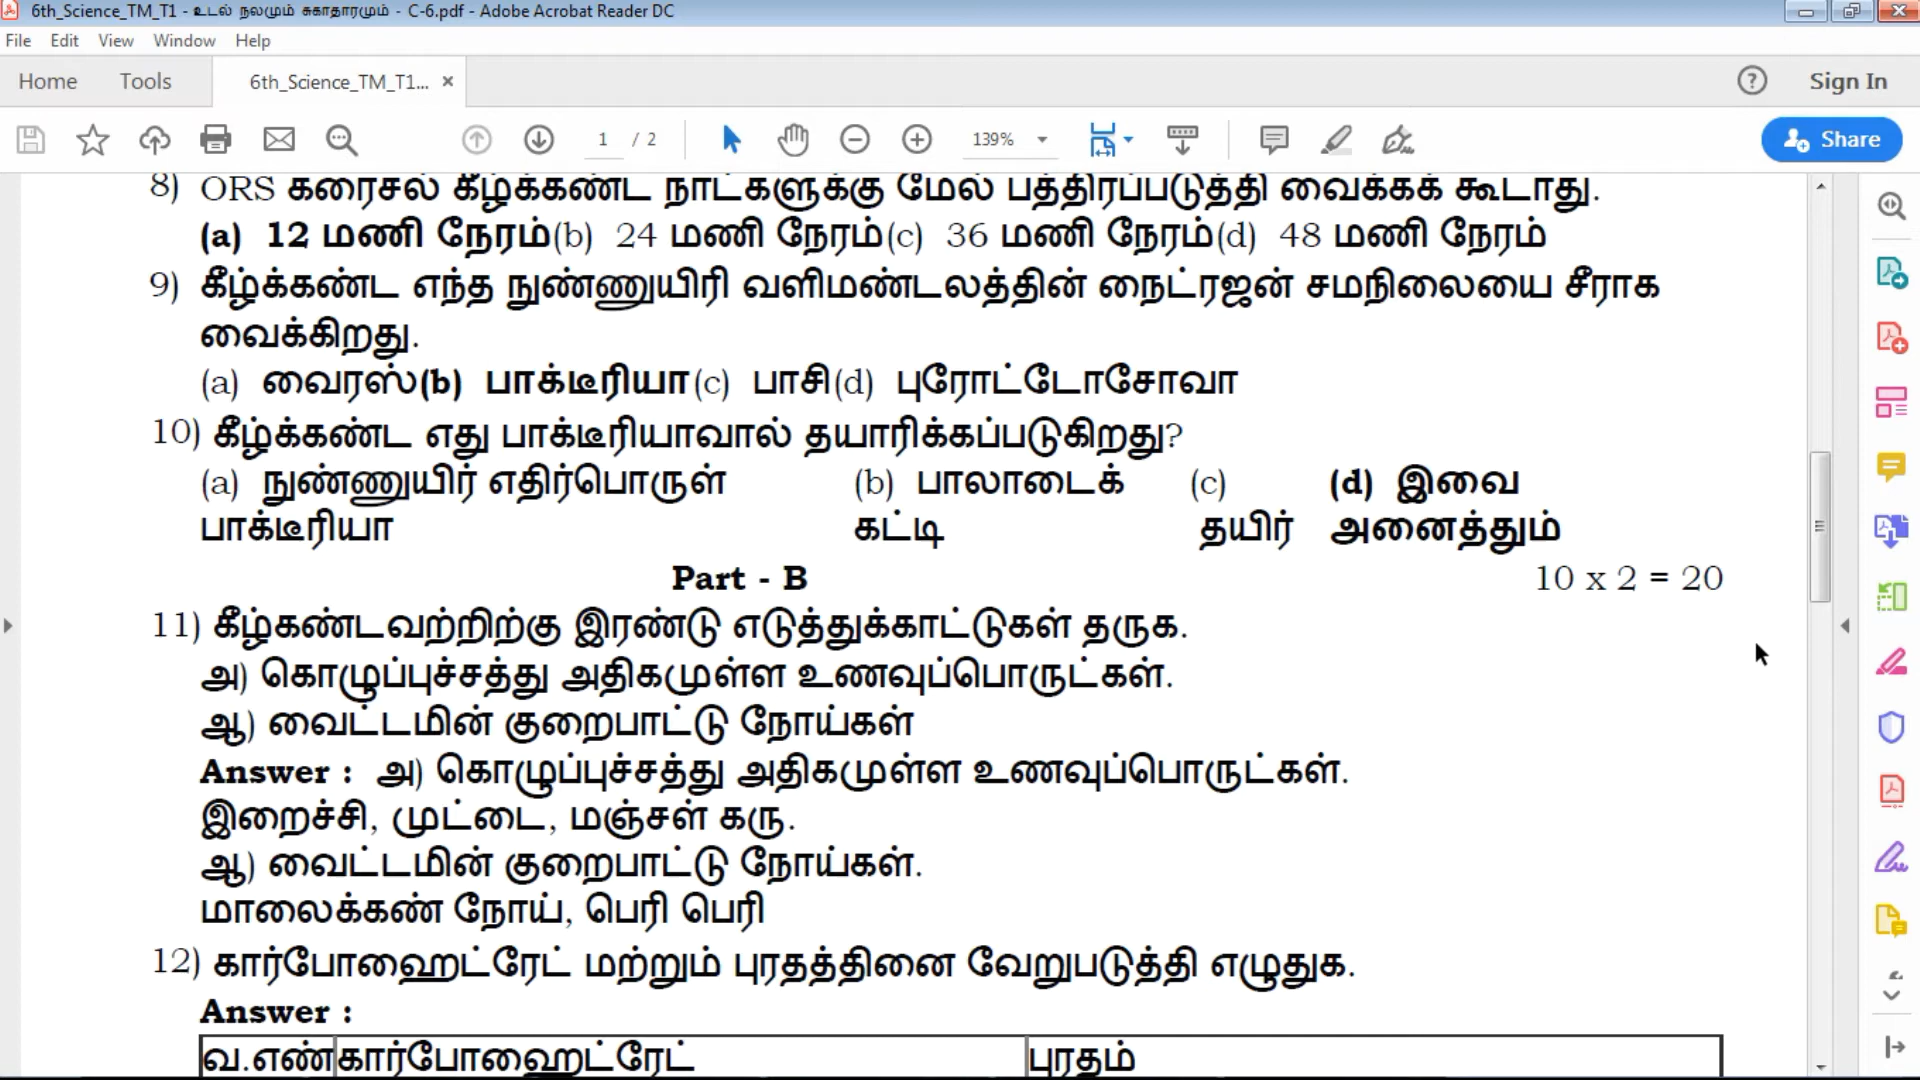 6th_Science_TM_T1 - உடல் நலமும் சுகாதாரமும் - C-6.pdf - Adobe Acrobat Reader DC
File Edit View Window Help
Home Tools 6th_Science_TM_T1... × Sign In
1 / 2 139% Share
8) ORS கரைசல் கீழ்க்கண்ட நாட்களுக்கு மேல் பத்திரப்படுத்தி வைக்கக் கூடாது.
(a) 12 மணி நேரம்(b) 24 மணி நேரம்(c) 36 மணி நேரம்(d) 48 மணி நேரம்
9) கீழ்க்கண்ட எந்த நுண்ணுயிரி வளிமண்டலத்தின் நைட்ரஜன் சமநிலையை சீராக
வைக்கிறது.
(a) வைரஸ்(b) பாக்டீரியா(c) பாசி(d) புரோட்டோசோவா
10) கீழ்க்கண்ட எது பாக்டீரியாவால் தயாரிக்கப்படுகிறது?
(a) நுண்ணுயிர் எதிர்பொருள் (b) பாலாடைக் (c) (d) இவை
பாக்டீரியா கட்டி தயிர் அனைத்தும்
Part - B 10 x 2 = 20
11) கீழ்கண்டவற்றிற்கு இரண்டு எடுத்துக்காட்டுகள் தருக.
அ) கொழுப்புச்சத்து அதிகமுள்ள உணவுப்பொருட்கள்.
ஆ) வைட்டமின் குறைபாட்டு நோய்கள்
Answer : அ) கொழுப்புச்சத்து அதிகமுள்ள உணவுப்பொருட்கள்.
இறைச்சி, முட்டை, மஞ்சள் கரு.
ஆ) வைட்டமின் குறைபாட்டு நோய்கள்.
மாலைக்கண் நோய், பெரி பெரி
12) கார்போஹைட்ரேட் மற்றும் புரதத்தினை வேறுபடுத்தி எழுதுக.
Answer :
வ.எண் கார்போஹைட்ரேட் புரதம்